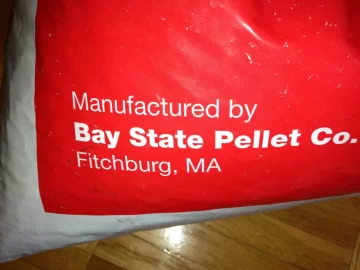 Manufactured by
Bay State Pellet Co.
Fitchburg, MA